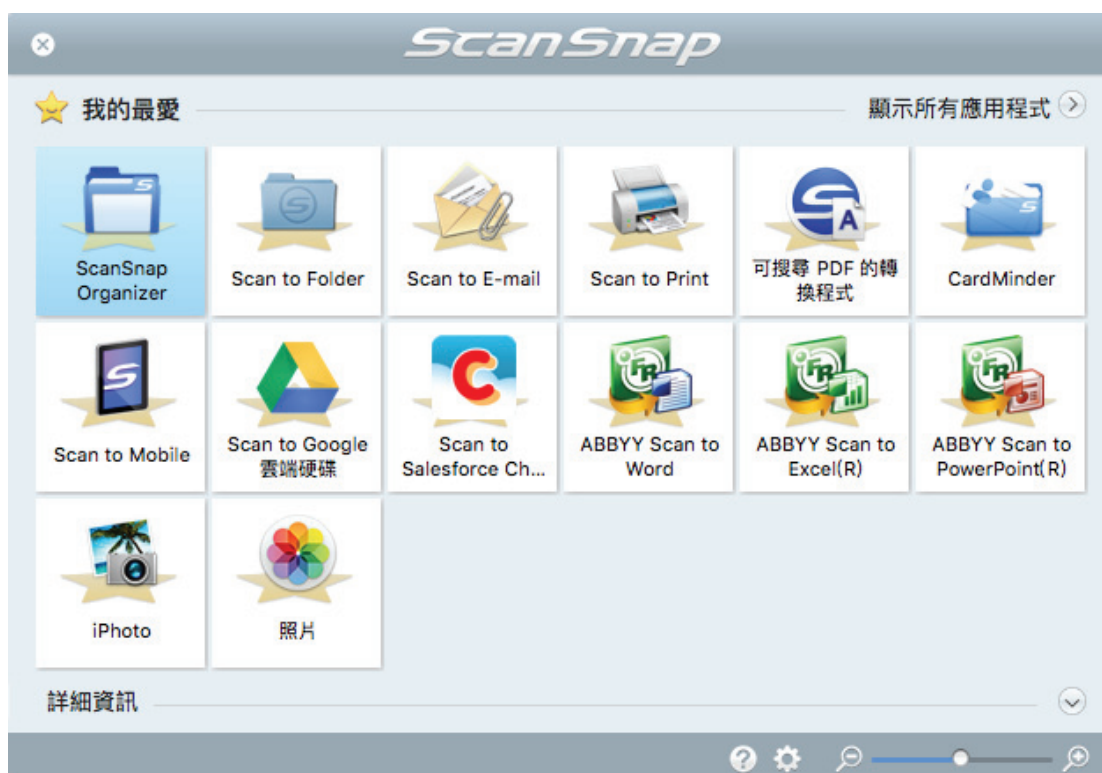 ScanSnap
我的最愛
顯示所有應用程式
ScanSnap
Organizer
Scan to Folder
Scan to E-mail
Scan to Print
可搜尋 PDF 的轉
換程式
CardMinder
Scan to Mobile
Scan to Google
雲端硬碟
Scan to
Salesforce Ch...
ABBYY Scan to
Word
ABBYY Scan to
Excel(R)
ABBYY Scan to
PowerPoint(R)
iPhoto
照片
詳細資訊